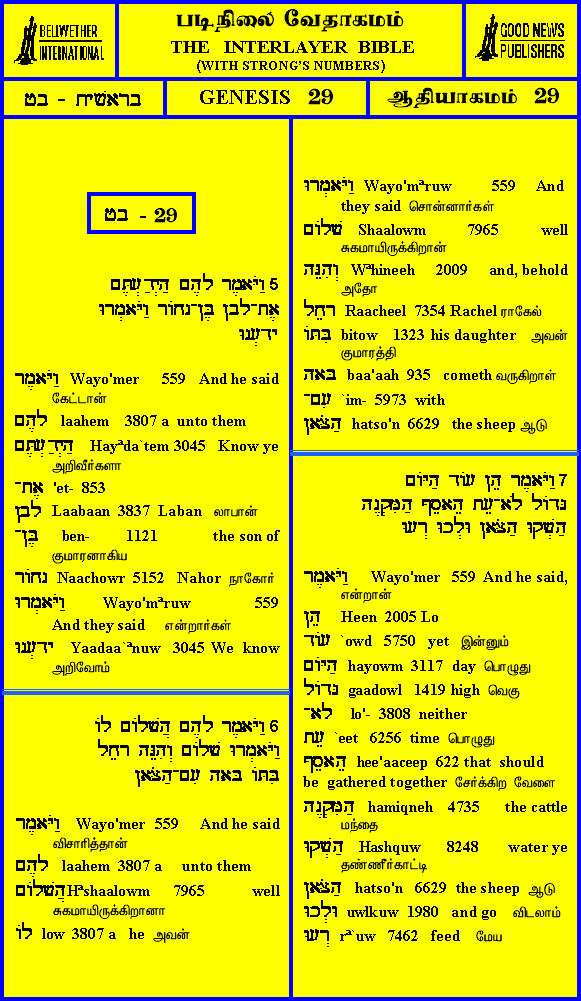 BELLWETHER
INTERNATIONAL
படிநிலை வேதாகமம்
THE INTERLAYER BIBLE
(WITH STRONG'S NUMBERS)
GOOD NEWS
PUBLISHERS
בראשית - כט
GENESIS 29
ஆதியாகமம் 29
כט - 29
5 וַיֹּאמֶר לָהֶם הַיְדַעְתֶּם
אֶת־לָבָן בֶּן־נָחוֹר וַיֹּאמְרוּ
יָדָעְנוּ
וַיֹּאמֶר Wayo'mer 559 And he said
கேட்டான்
לָהֶם laahem 3807 a unto them
הַיְדַעְתֶּם Hayªda`tem 3045 Know ye
அறிவீர்களா
אֶת־ 'et- 853
לָבָן Laabaan 3837 Laban லாபான்
בֶּן־ ben- 1121 the son of
குமாரனாகிய
נָחוֹר Naachowr 5152 Nahor நாகோர்
וַיֹּאמְרוּ Wayo'mªruw 559
And they said என்றார்கள்
יָדָעְנוּ Yaadaa`ªnuw 3045 We know
அறிவோம்
6 וַיֹּאמֶר לָהֶם הֲשָׁלוֹם לוֹ
וַיֹּאמְרוּ שָׁלוֹם וְהִנֵּה רָחֵל
בִּתּוֹ בָּאָה עִם־הַצֹּאן
וַיֹּאמֶר Wayo'mer 559 And he said
விசாரித்தான்
לָהֶם laahem 3807 a unto them
הֲשָׁלוֹם Hªshaalowm 7965 well
சுகமாயிருக்கிறானா
לוֹ low 3807 a he அவன்
וַיֹּאמְרוּ Wayo'mªruw 559 And
they said சொன்னார்கள்
שָׁלוֹם Shaalowm 7965 well
சுகமாயிருக்கிறான்
וְהִנֵּה Wªhineeh 2009 and, behold
அதோ
רָחֵל Raacheel 7354 Rachel ராகேல்
בִּתּוֹ bitow 1323 his daughter அவன்
குமாரத்தி
בָּאָה baa'aah 935 cometh வருகிறாள்
עִם־ `im- 5973 with
הַצֹּאן hatso'n 6629 the sheep ஆடு
7 וַיֹּאמֶר הֵן עוֹד הַיּוֹם
גָּדוֹל לֹא־עֵת הֵאָסֵף הַמִּקְנֶה
הַשְׁקוּ הַצֹּאן וּלְכוּ רְעוּ
וַיֹּאמֶר Wayo'mer 559 And he said,
என்றான்
הֵן Heen 2005 Lo
עוֹד `owd 5750 yet இன்னும்
הַיּוֹם hayowm 3117 day பொழுது
גָּדוֹל gaadowl 1419 high வெகு
לֹא־ lo'- 3808 neither
עֵת `eet 6256 time பொழுது
הֵאָסֵף hee'aaceep 622 that should
be gathered together சேர்க்கிற வேளை
הַמִּקְנֶה hamiqneh 4735 the cattle
மந்தை
הַשְׁקוּ Hashquw 8248 water ye
தண்ணீர்காட்டி
הַצֹּאן hatso'n 6629 the sheep ஆடு
וּלְכוּ uwlkuw 1980 and go விடலாம்
רְעוּ rª`uw 7462 feed மேய